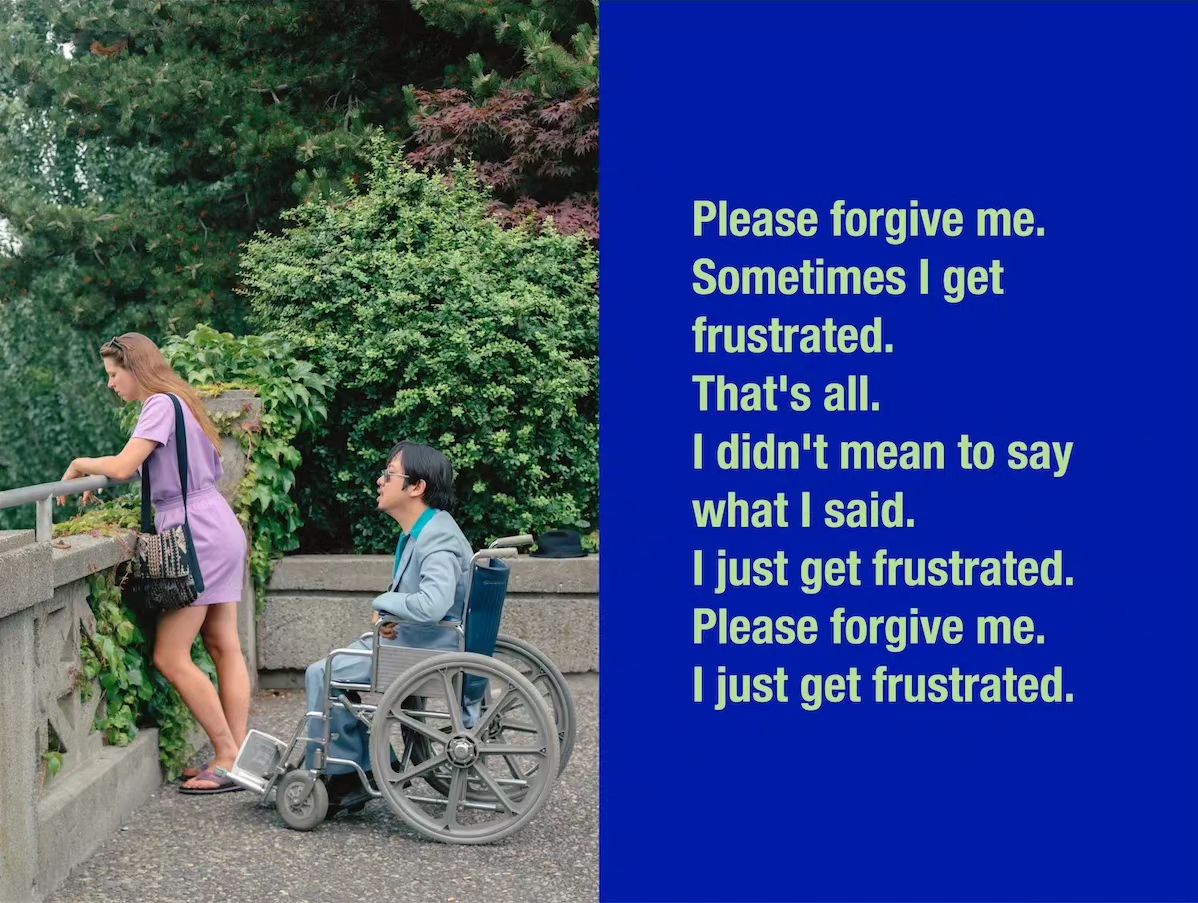 Please forgive me.
Sometimes I get
frustrated.
That's all.
I didn't mean to say
what I said.
I just get frustrated.
Please forgive me.
I just get frustrated.